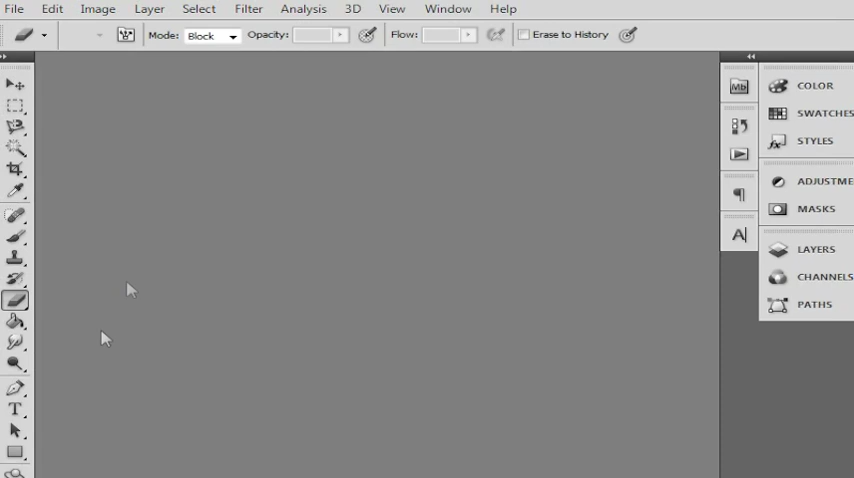 File Edit Image Layer Select Filter Analysis 3D View Window Help
Mode: Block Opacity: Flow: Erase to History
Mb
COLOR
SWATCHES
STYLES
ADJUSTME
MASKS
A
LAYERS
CHANNELS
PATHS
T